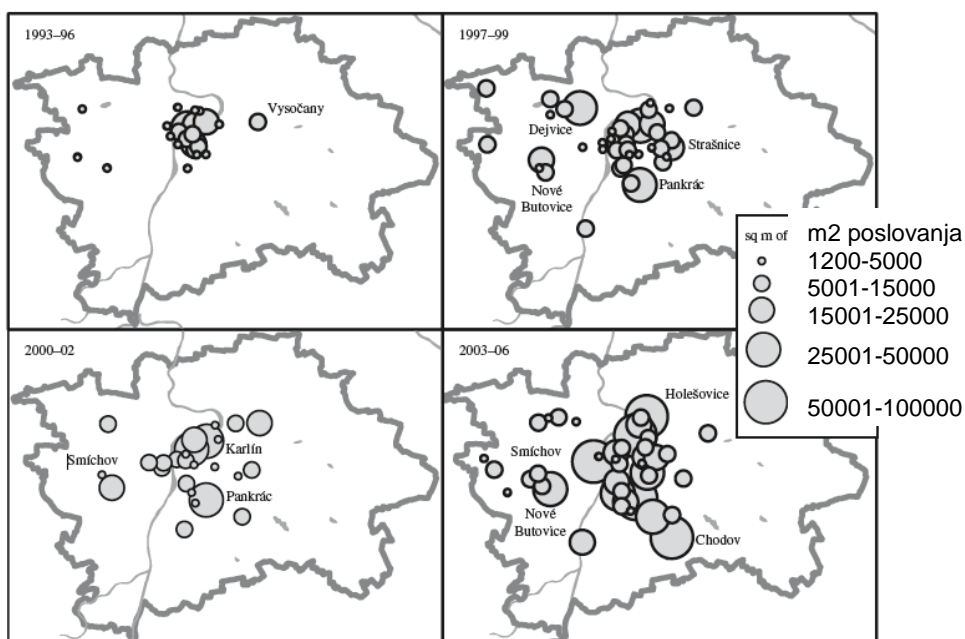 1993–96
Vysočany
1997–99
Dejvice
Strašnice
Nové
Butovice
Pankrác
sq m of
m2 poslovanja
1200-5000
5001-15000
15001-25000
25001-50000
50001-100000
2000–02
Smíchov
Karlín
Pankrác
2003–06
Holešovice
Smíchov
Nové
Butovice
Chodov